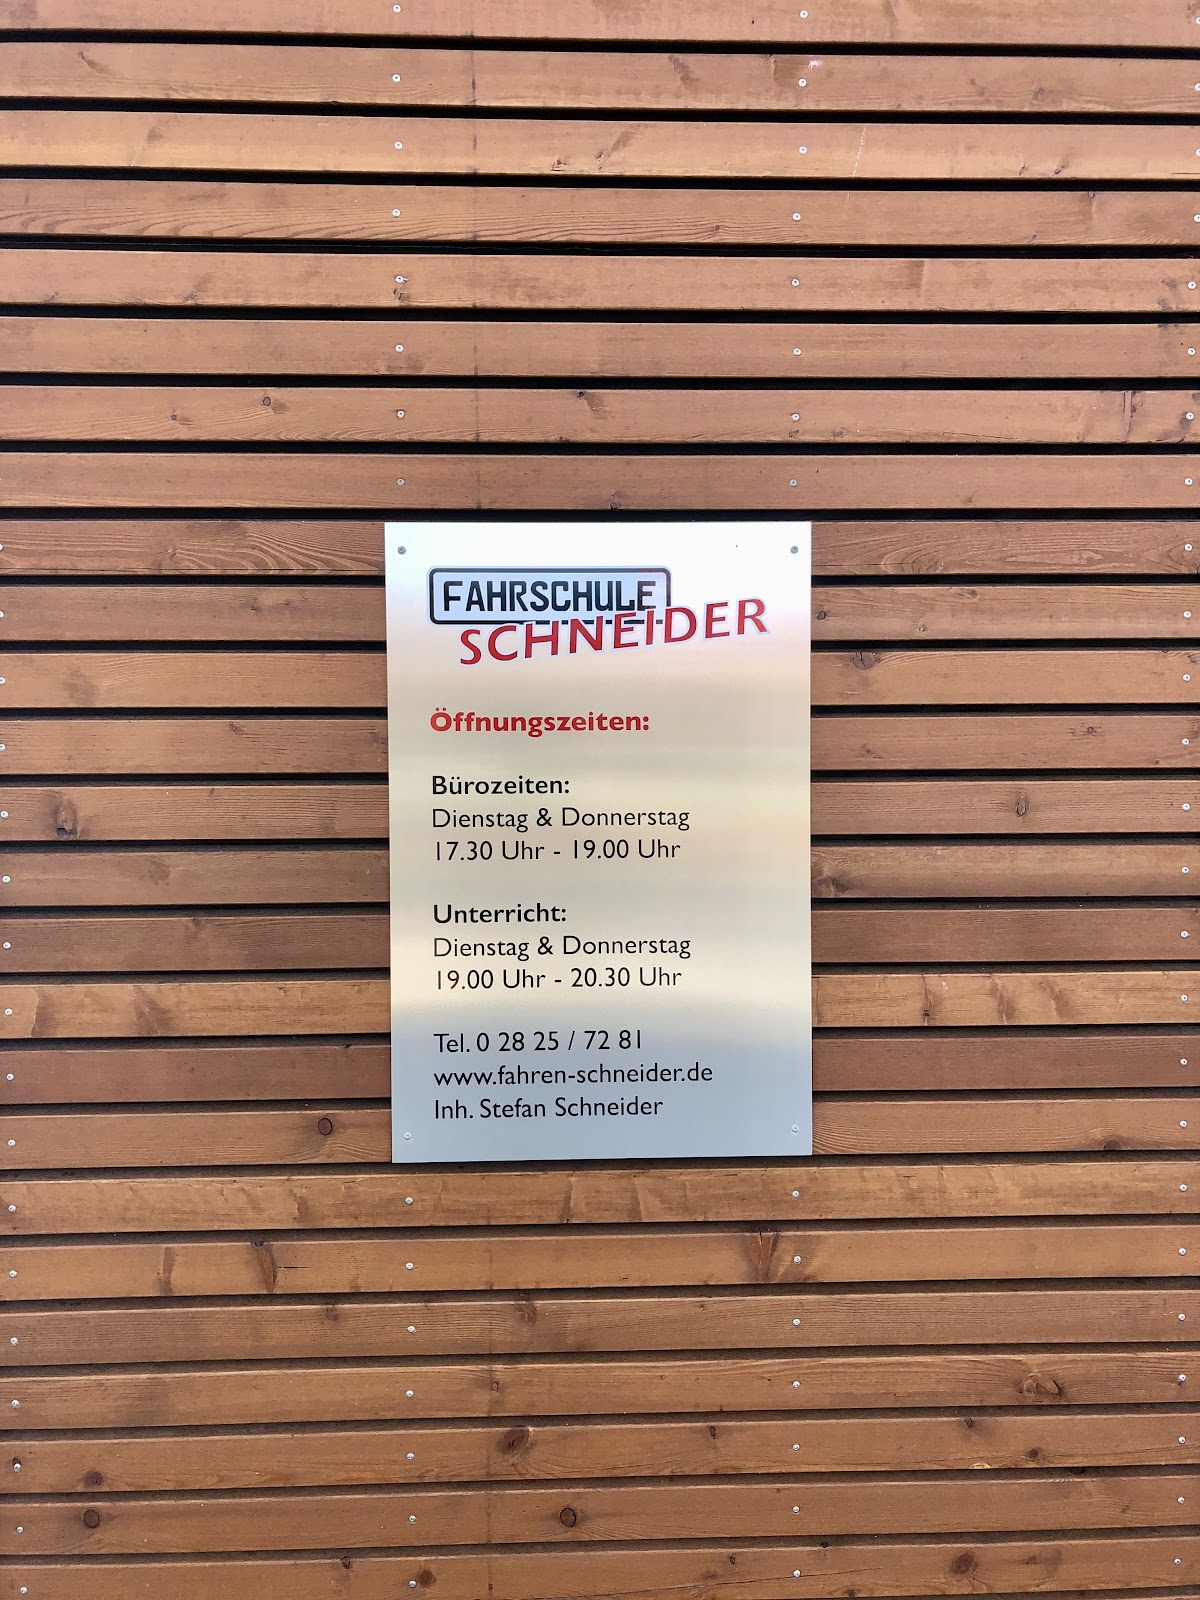 FAHRSCHULE
SCHNEIDER
Öffnungszeiten:
Bürozeiten:
Dienstag & Donnerstag
17.30 Uhr - 19.00 Uhr
Unterricht:
Dienstag & Donnerstag
19.00 Uhr - 20.30 Uhr
Tel. 0 28 25 / 72 81
www.fahren-schneider.de
Inh. Stefan Schneider